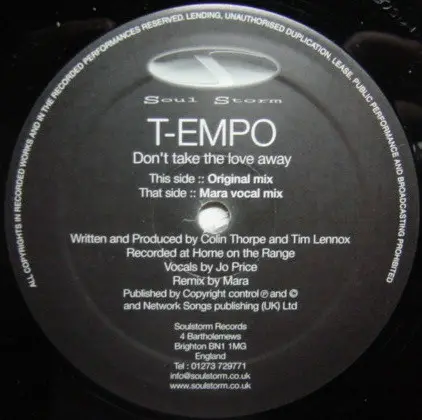 ALL COPYRIGHTS IN RECORDED WORKS AND IN THE RECORDED PERFORMANCES RESERVED. LENDING, UNAUTHORISED DUPLICATION, LEASE, PUBLIC PERFORMANCE AND BROADCASTING PROHIBITED
Soul Storm
T-EMPO
Don't take the love away
This side :: Original mix
That side :: Mara vocal mix
Written and Produced by Colin Thorpe and Tim Lennox
Recorded at Home on the Range
Vocals by Jo Price
Remix by Mara
Published by Copyright control ℗ and ©
and Network Songs publishing (UK) Ltd
Soulstorm Records
4 Bartholemews
Brighton BN1 1MG
England
Tel : 01273 729771
info@soulstorm.co.uk
www.soulstorm.co.uk